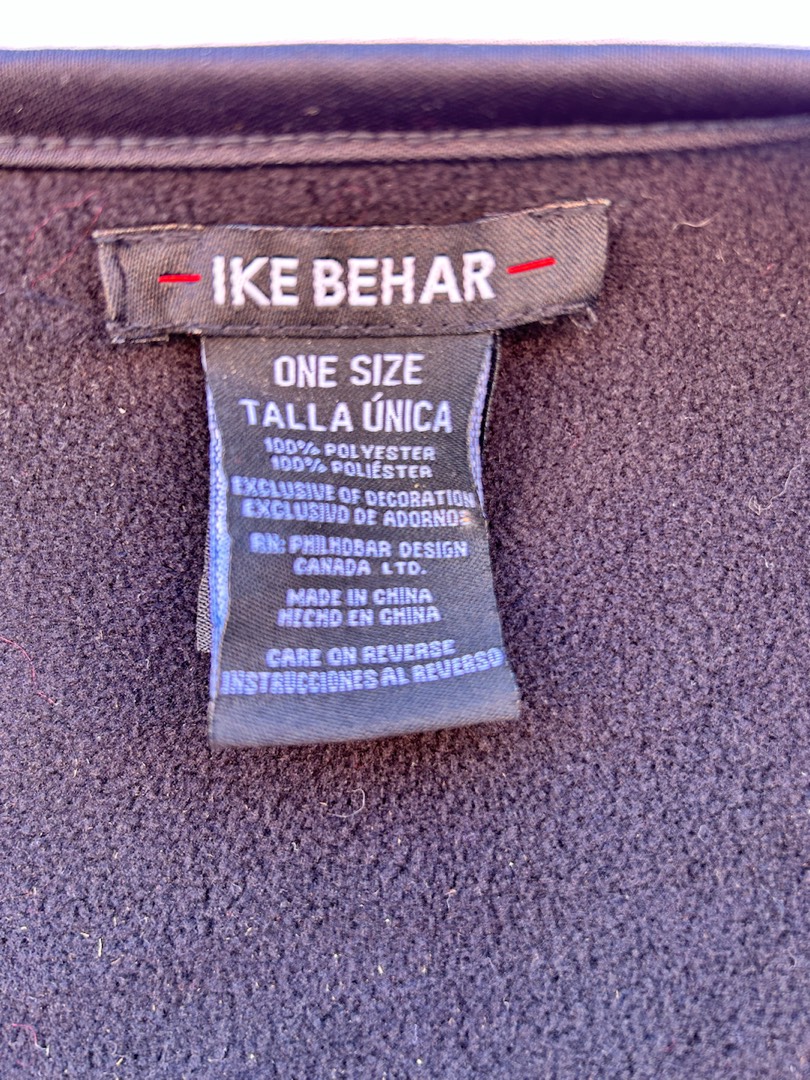 IKE BEHAR
ONE SIZE
TALLA ÚNICA
100% POLYESTER
100% POLIÉSTER
EXCLUSIVE OF DECORATION
EXCLUSIVO DE ADORNOS
RN: PHILHOBAR DESIGN
CANADA LTD.
MADE IN CHINA
HECHO EN CHINA
CARE ON REVERSE
INSTRUCCIONES AL REVERSO